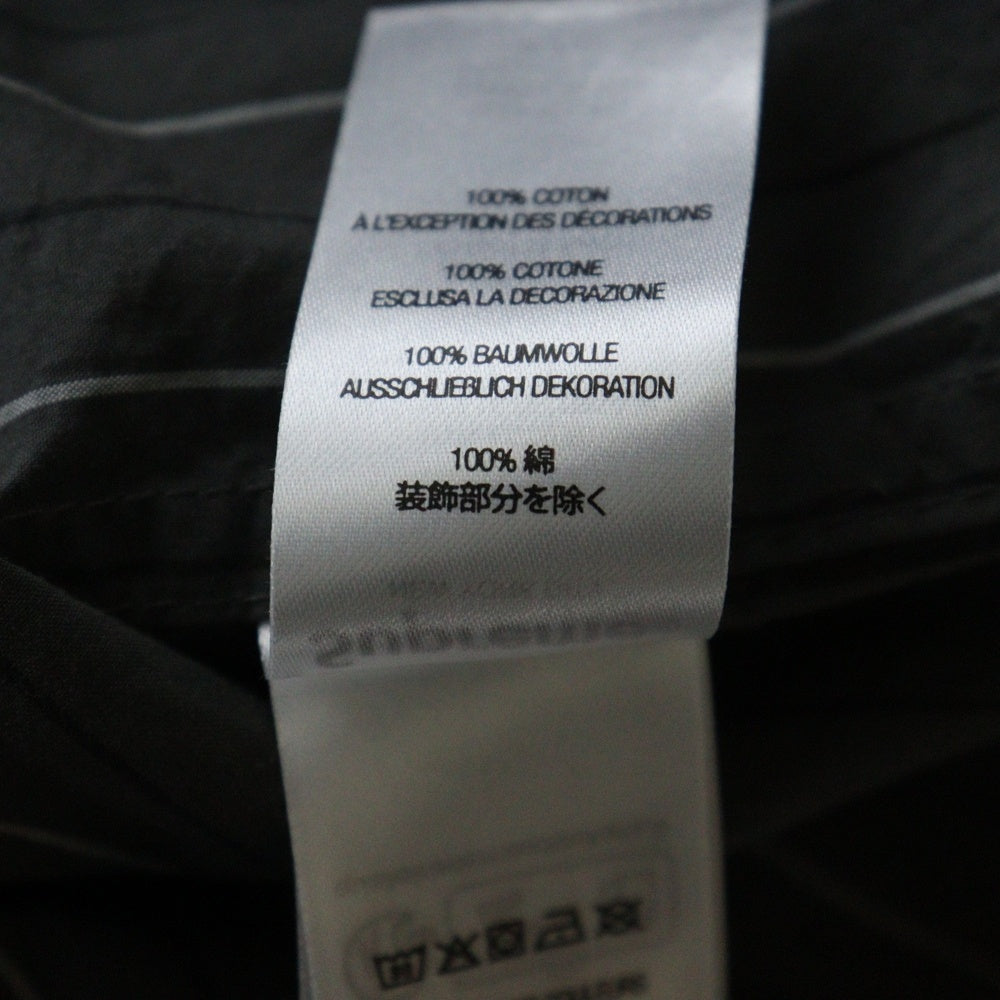 100% COTON
À L'EXCEPTION DES DÉCORATIONS
100% COTONE
ESCLUSA LA DECORAZIONE
100% BAUMWOLLE
AUSSCHLIEßLICH DEKORATION
100% 綿
装飾部分を除く